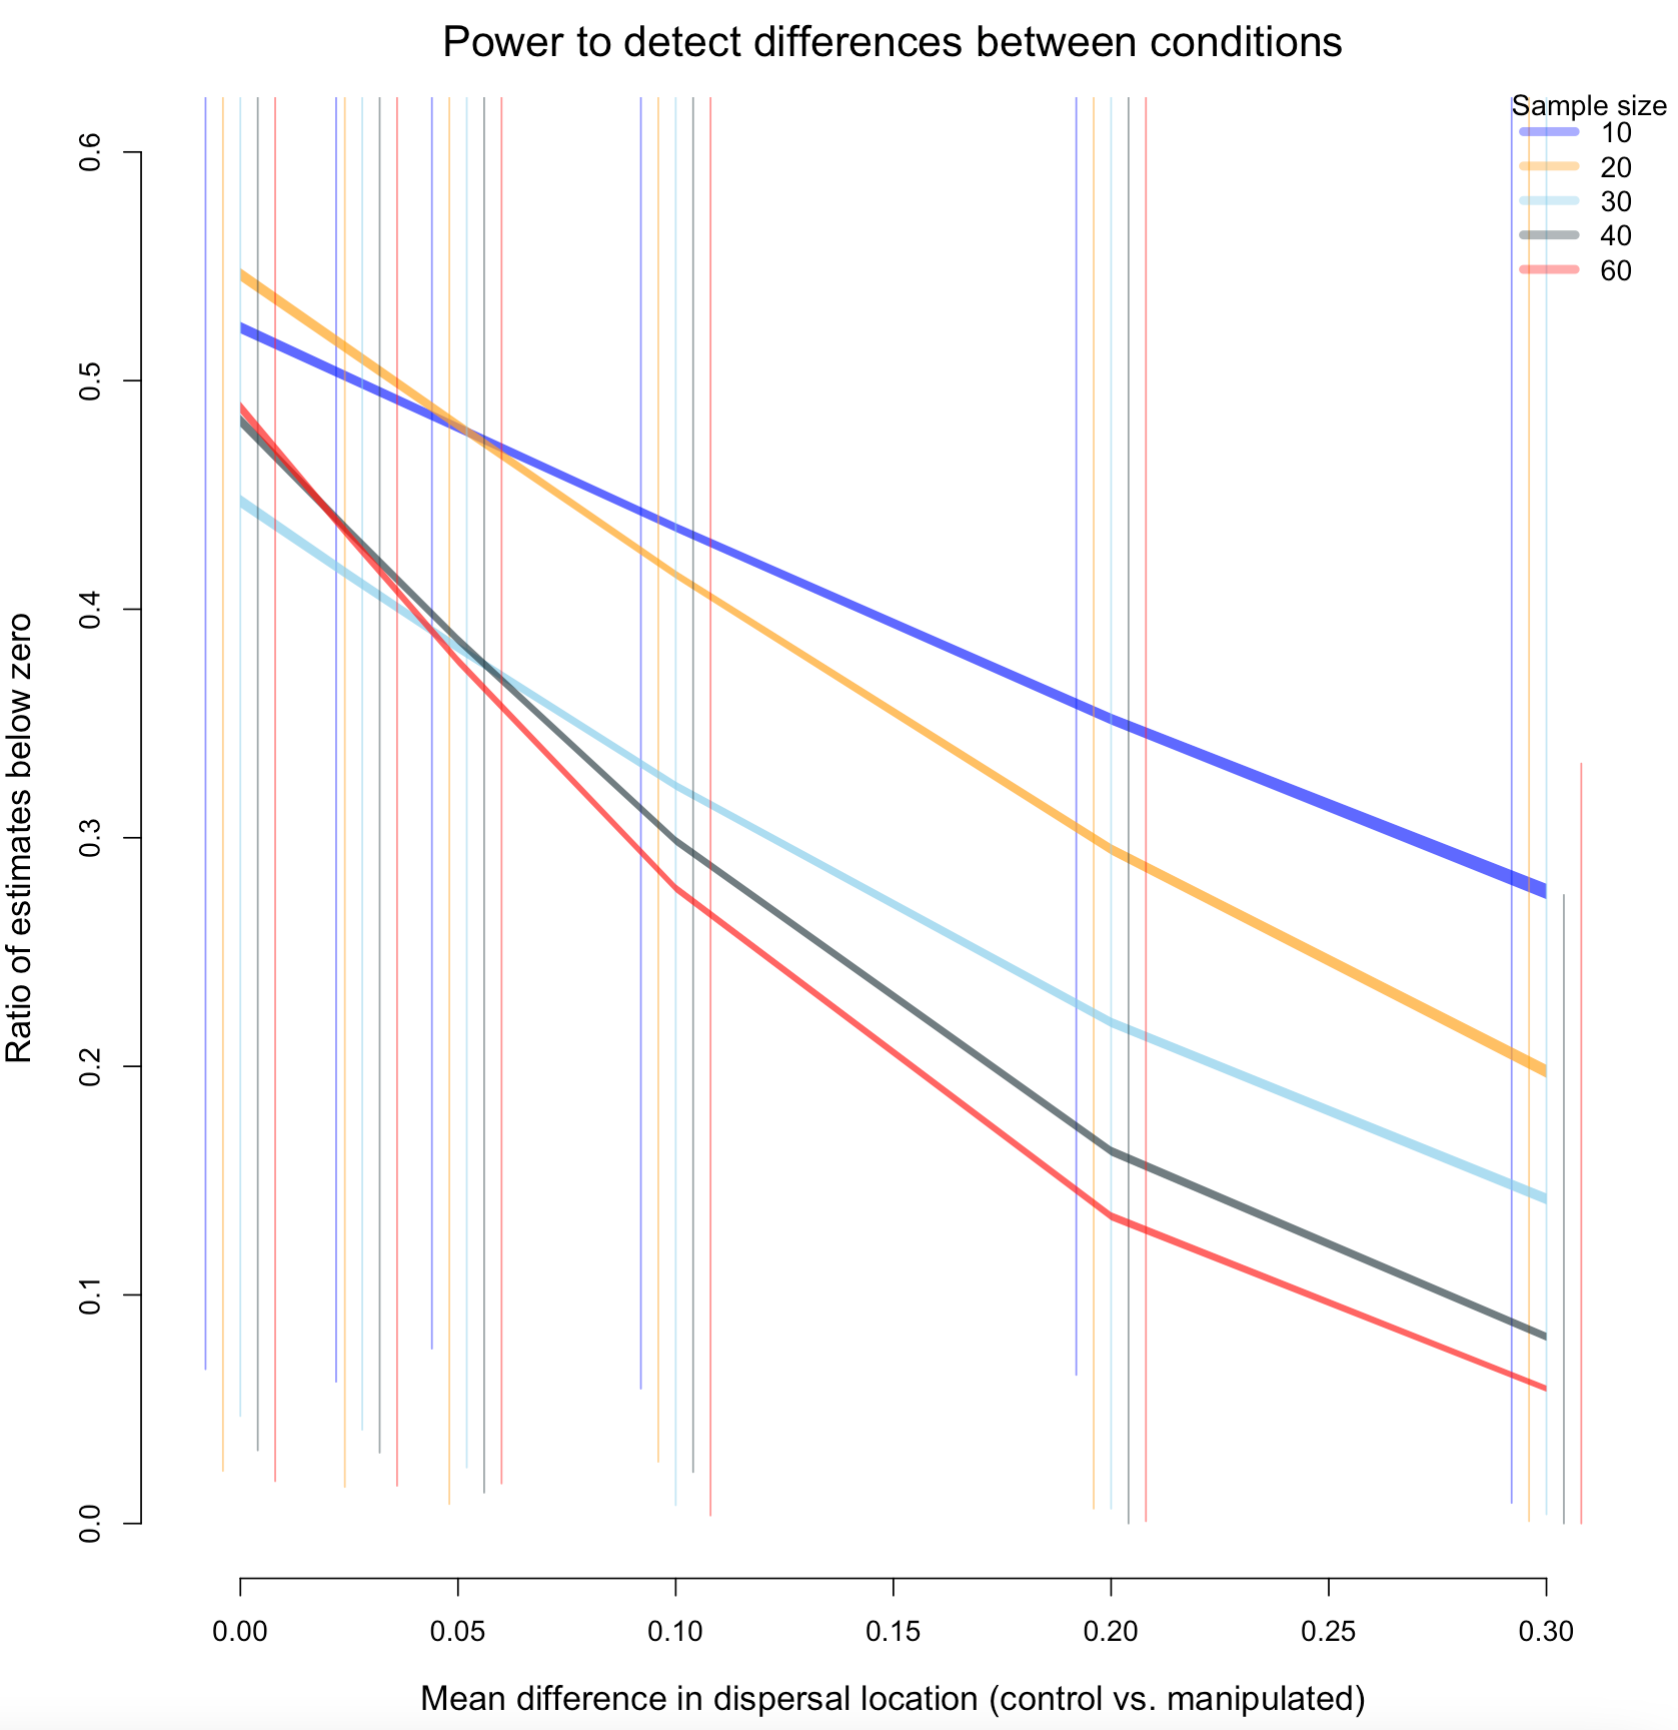 Power to detect differences between conditions
Sample size
10
20
30
40
60
Ratio of estimates below zero
0.6
0.5
0.4
0.3
0.2
0.1
0.0
0.00 0.05 0.10 0.15 0.20 0.25 0.30
Mean difference in dispersal location (control vs. manipulated)